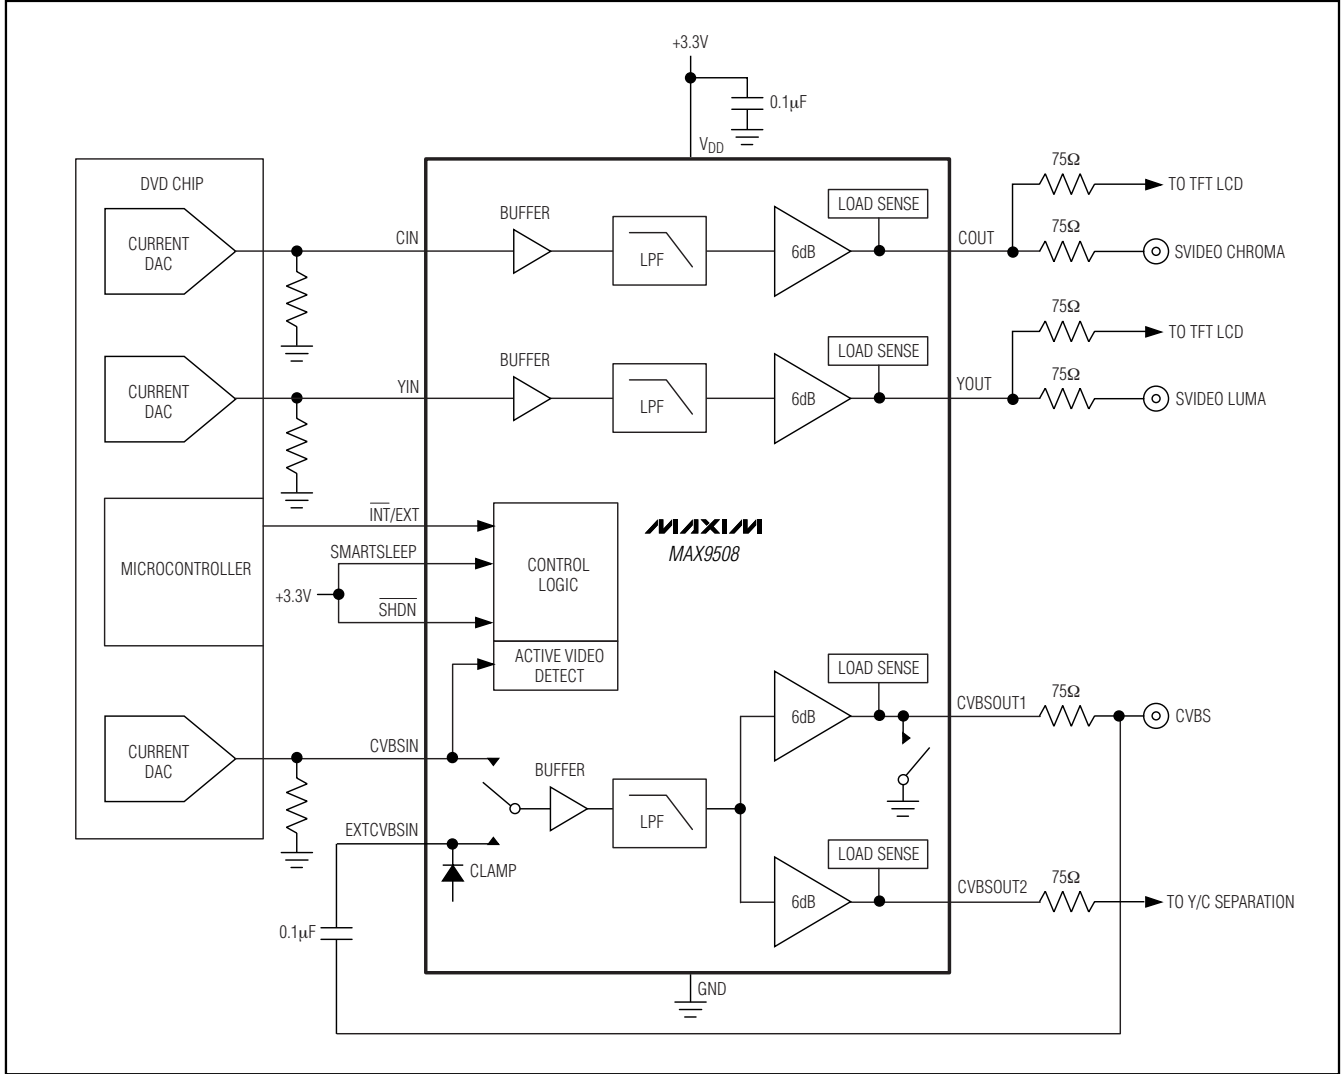 +3.3V
0.1μF
VDD
DVD CHIP
CURRENT
DAC
CIN
BUFFER
LPF
6dB
LOAD SENSE
COUT
75Ω
TO TFT LCD
75Ω
SVIDEO CHROMA
CURRENT
DAC
YIN
BUFFER
LPF
6dB
LOAD SENSE
YOUT
75Ω
TO TFT LCD
75Ω
SVIDEO LUMA
MICROCONTROLLER
INT/EXT
SMARTSLEEP
+3.3V
SHDN
CONTROL
LOGIC
ACTIVE VIDEO
DETECT
MAXIM
MAX9508
CURRENT
DAC
CVBSIN
EXTCVBSIN
CLAMP
0.1μF
BUFFER
LPF
6dB
LOAD SENSE
CVBSOUT1
75Ω
CVBS
6dB
LOAD SENSE
CVBSOUT2
75Ω
TO Y/C SEPARATION
GND